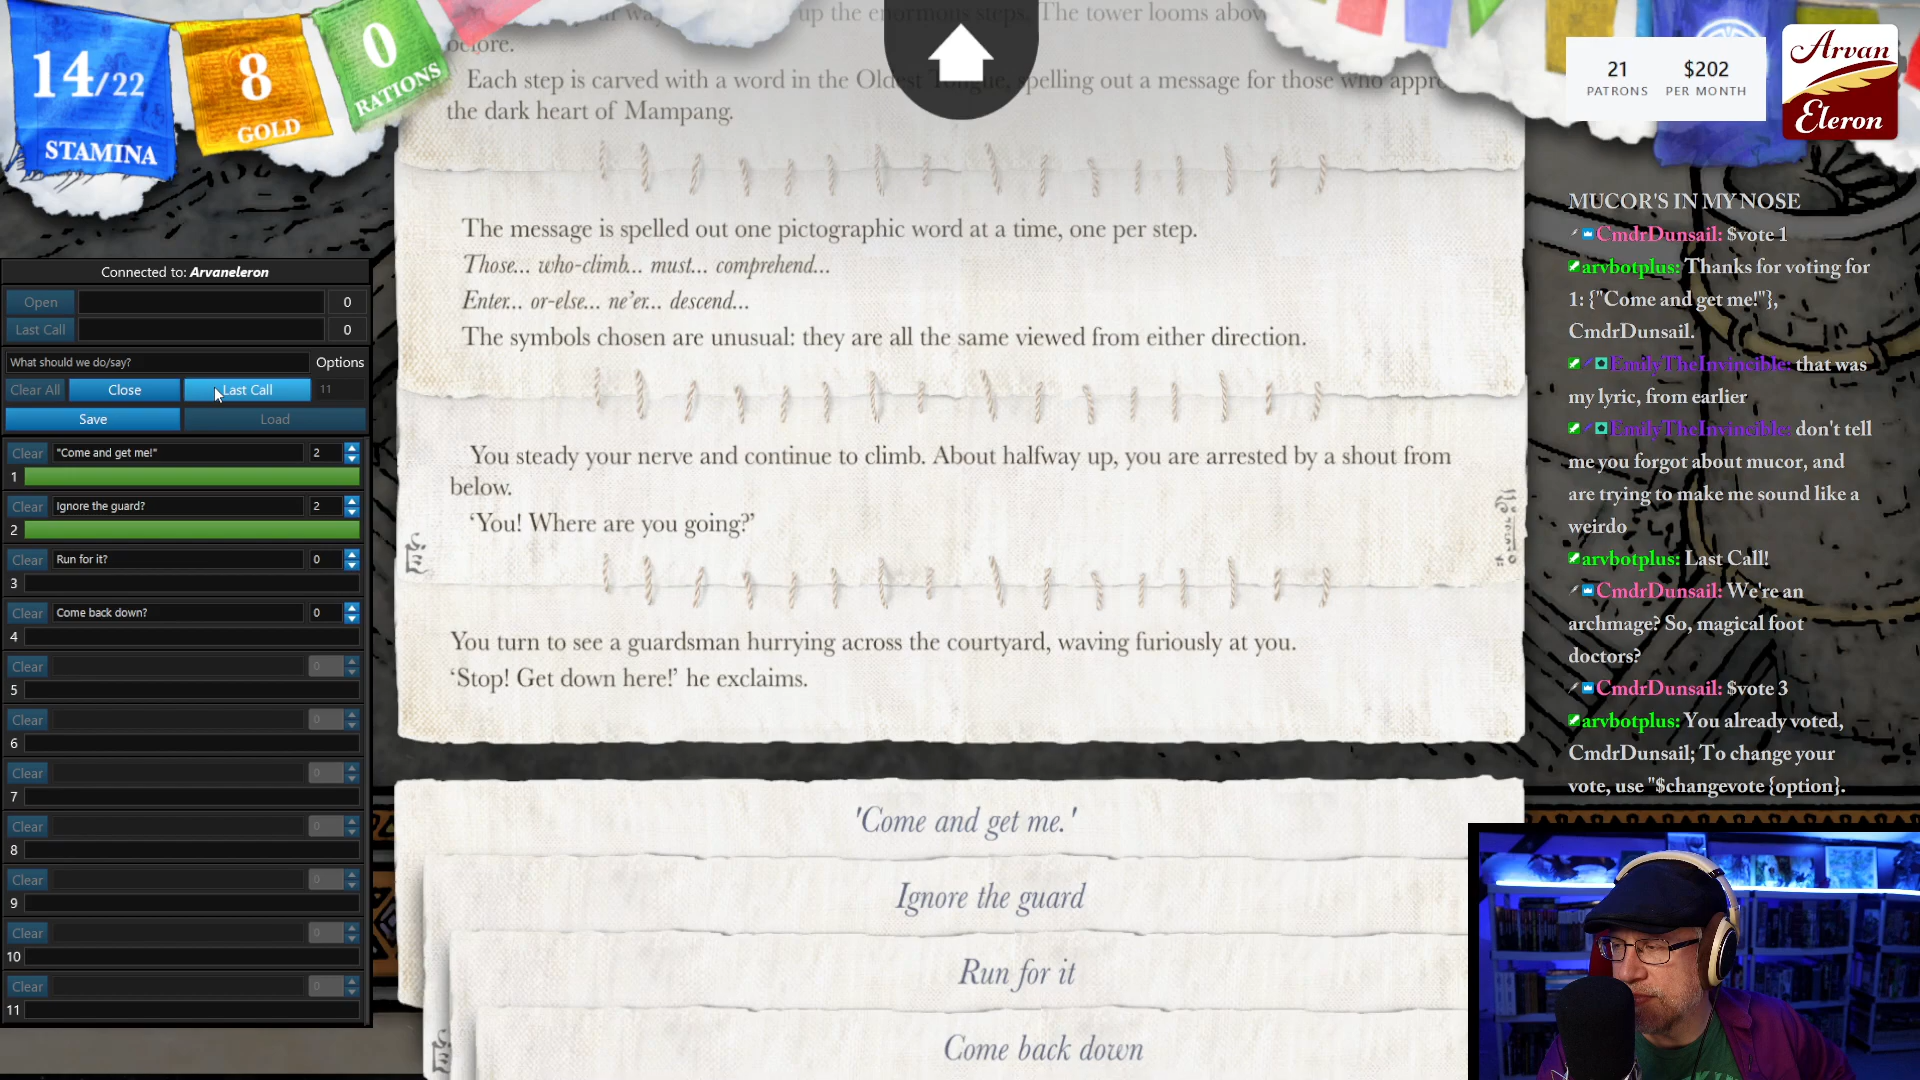 14/22
STAMINA
8
GOLD
0
RATIONS
up the enormous steps. The tower looms abov
before.
Each step is carved with a word in the Oldest Tongue, spelling out a message for those who appro
the dark heart of Mampang.
The message is spelled out one pictographic word at a time, one per step.
Those... who-climb... must... comprehend...
Enter... or-else... ne'er... descend...
The symbols chosen are unusual: they are all the same viewed from either direction.
You steady your nerve and continue to climb. About halfway up, you are arrested by a shout from
below.
‘You! Where are you going?’
You turn to see a guardsman hurrying across the courtyard, waving furiously at you.
‘Stop! Get down here!’ he exclaims.
'Come and get me.'
Ignore the guard
Run for it
Come back down
Connected to: Arvaneleron
Open 0
Last Call 0
What should we do/say? Options
Clear All Close Last Call 11
Save Load
Clear "Come and get me!" 2
1
Clear Ignore the guard? 2
2
Clear Run for it? 0
3
Clear Come back down? 0
4
Clear 0
5
Clear 0
6
Clear 0
7
Clear 0
8
Clear 0
9
Clear 0
10
Clear 0
11
21 $202
PATRONS PER MONTH
Arvan
Eleron
MUCOR'S IN MY NOSE
CmdrDunsail: $vote 1
arvbotplus: Thanks for voting for
1: {"Come and get me!"},
CmdrDunsail.
EmilyTheInvincible: that was
my lyric, from earlier
EmilyTheInvincible: don't tell
me you forgot about mucor, and
are trying to make me sound like a
weirdo
arvbotplus: Last Call!
CmdrDunsail: We're an
archmage? So, magical foot
doctors?
CmdrDunsail: $vote 3
arvbotplus: You already voted,
CmdrDunsail; To change your
vote, use "$changevote {option}.